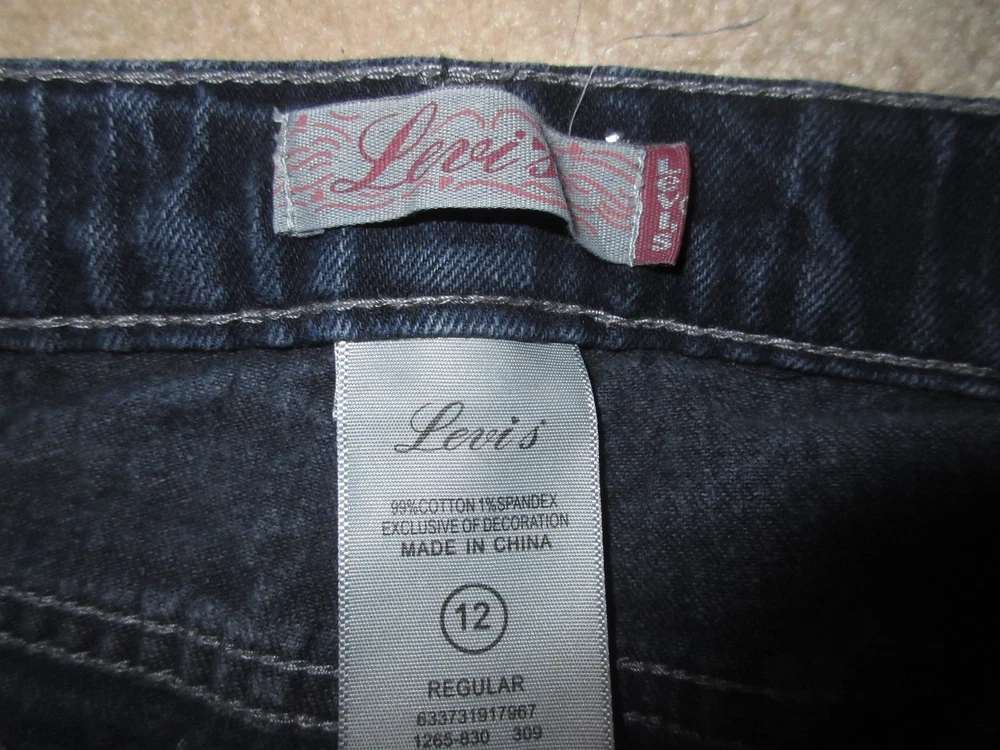 Levi's
LeVI'S
Levi's
99%COTTON 1%SPANDEX
EXCLUSIVE OF DECORATION
MADE IN CHINA
12
REGULAR
633731917967
1265-830 309